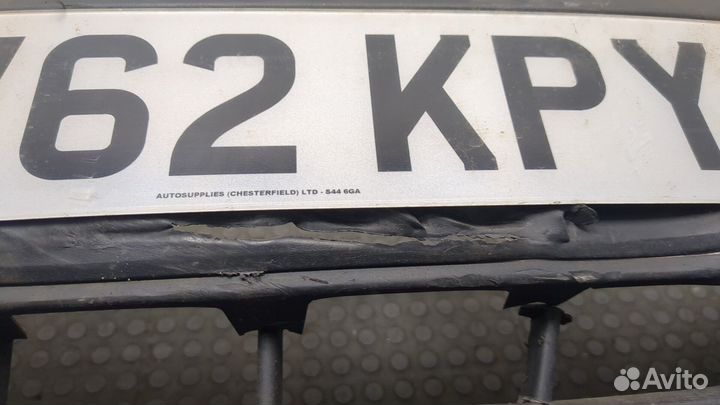 62 KPY
AUTOSUPPLIES (CHESTERFIELD) LTD - S44 6GA
Avito